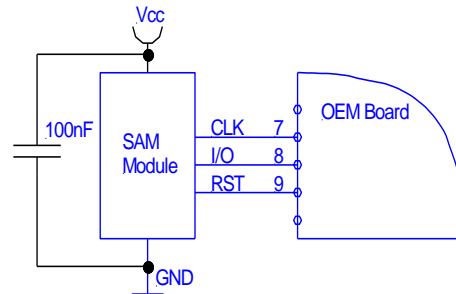 Vcc
100nF
SAM
Module
CLK 7
I/O 8
RST 9
OEM Board
GND